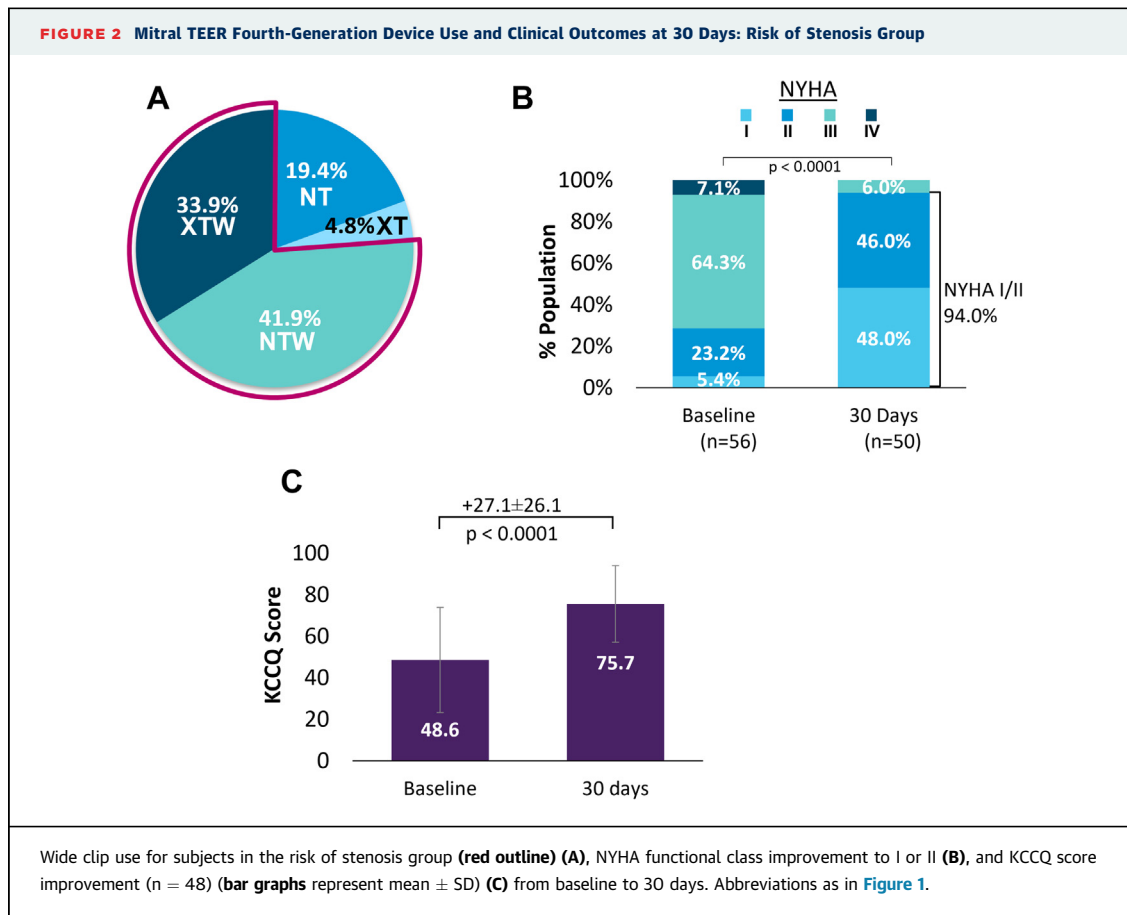 FIGURE 2 Mitral TEER Fourth-Generation Device Use and Clinical Outcomes at 30 Days: Risk of Stenosis Group
A
19.4%
NT
4.8% XT
33.9%
XTW
41.9%
NTW
B
NYHA
I II III IV
p < 0.0001
% Population
100%
80%
60%
40%
20%
0%
7.1%
64.3%
23.2%
5.4%
6.0%
46.0%
48.0%
NYHA I/II
94.0%
Baseline
(n=56)
30 Days
(n=50)
C
+27.1±26.1
p < 0.0001
KCCQ Score
100
80
60
40
20
0
48.6
75.7
Baseline
30 days
Wide clip use for subjects in the risk of stenosis group (red outline) (A), NYHA functional class improvement to I or II (B), and KCCQ score
improvement (n = 48) (bar graphs represent mean ± SD) (C) from baseline to 30 days. Abbreviations as in Figure 1.